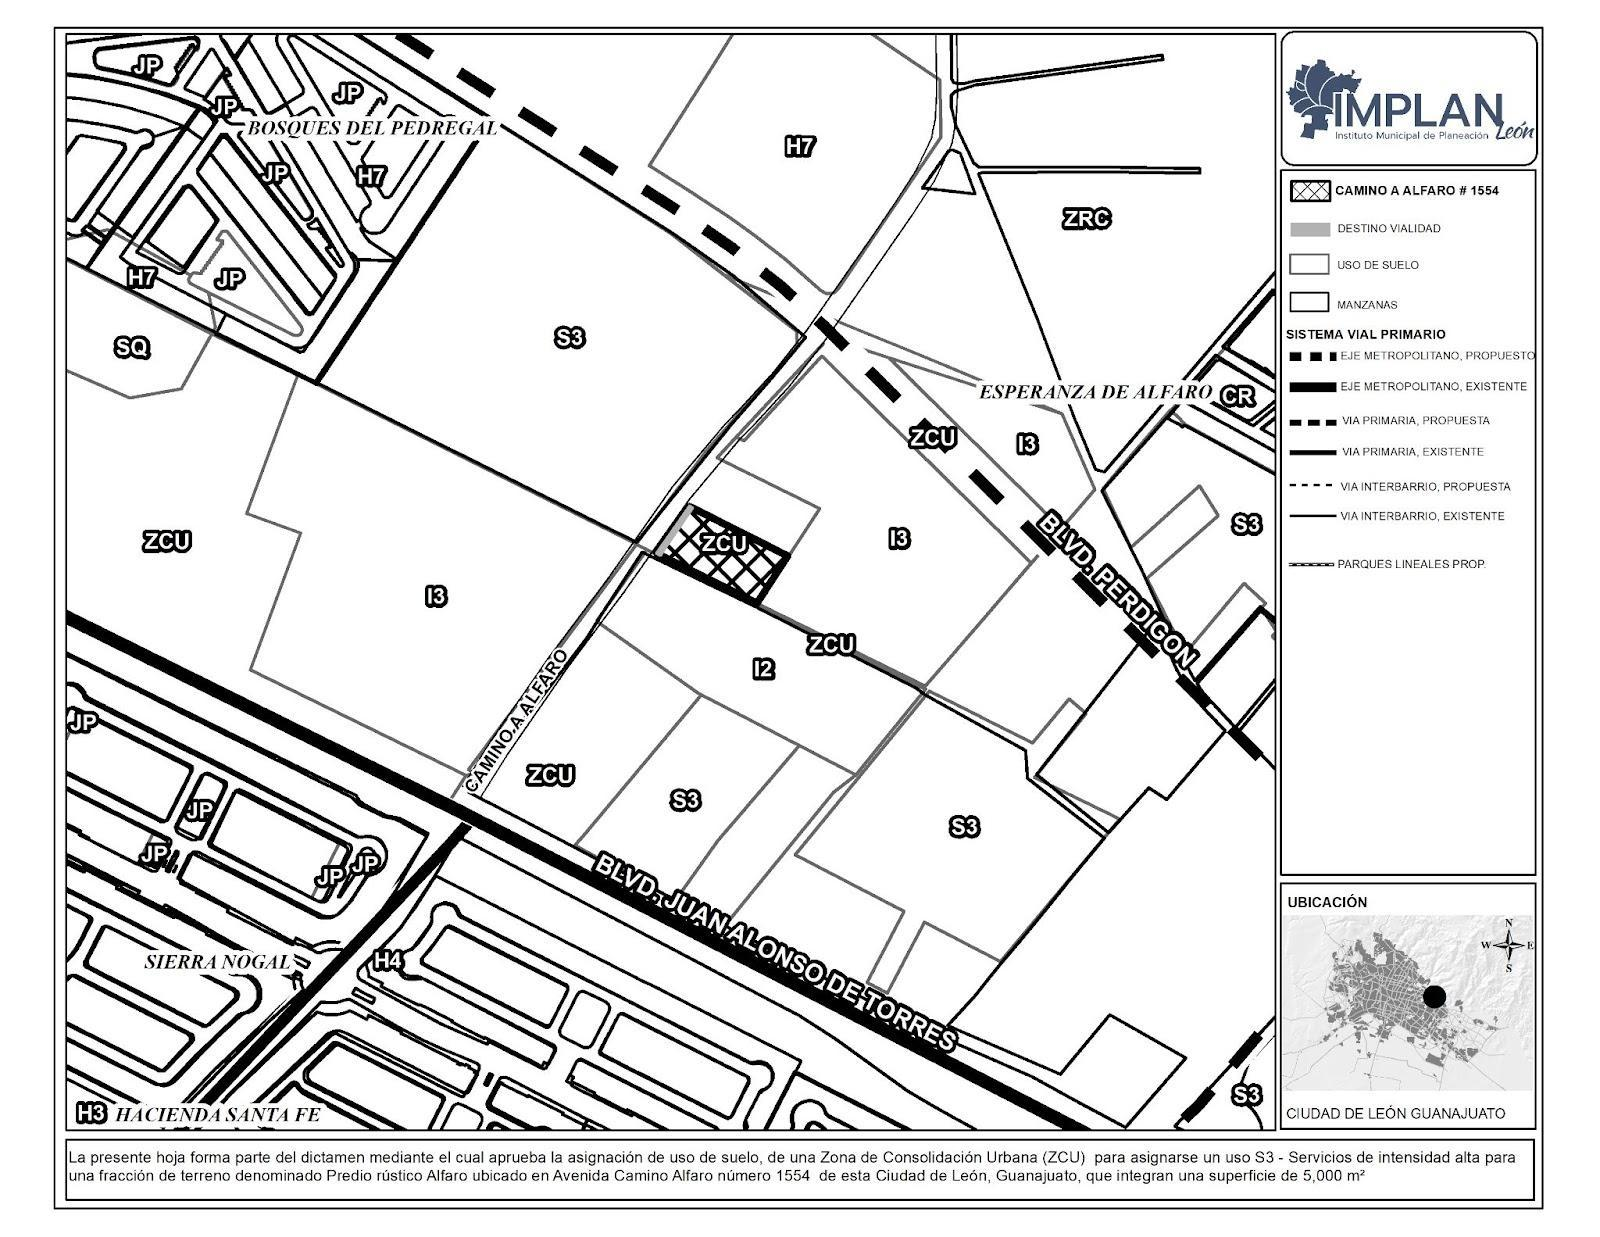 JP
JP
JP
BOSQUES DEL PEDREGAL
JP
H7
H7
JP
SQ
S3
H7
ZRC
ESPERANZA DE ALFARO
CR
ZCU
I3
S3
ZCU
I3
ZCU
I3
BLVD. PERDIGON
ZCU
I2
CAMINO A ALFARO
ZCU
S3
S3
JP
JP
JP
JP
JP
BLVD. JUAN ALONSO DE TORRES
SIERRA NOGAL
H4
H3 HACIENDA SANTA FE
S3
IMPLAN
Instituto Municipal de Planeación León
CAMINO A ALFARO # 1554
DESTINO VIALIDAD
USO DE SUELO
MANZANAS
SISTEMA VIAL PRIMARIO
EJE METROPOLITANO, PROPUESTO
EJE METROPOLITANO, EXISTENTE
VIA PRIMARIA, PROPUESTA
VIA PRIMARIA, EXISTENTE
VIA INTERBARRIO, PROPUESTA
VIA INTERBARRIO, EXISTENTE
PARQUES LINEALES PROP.
UBICACIÓN
N
W E
S
CIUDAD DE LEÓN GUANAJUATO
La presente hoja forma parte del dictamen mediante el cual aprueba la asignación de uso de suelo, de una Zona de Consolidación Urbana (ZCU) para asignarse un uso S3 - Servicios de intensidad alta para
una fracción de terreno denominado Predio rústico Alfaro ubicado en Avenida Camino Alfaro número 1554 de esta Ciudad de León, Guanajuato, que integran una superficie de 5,000 m²